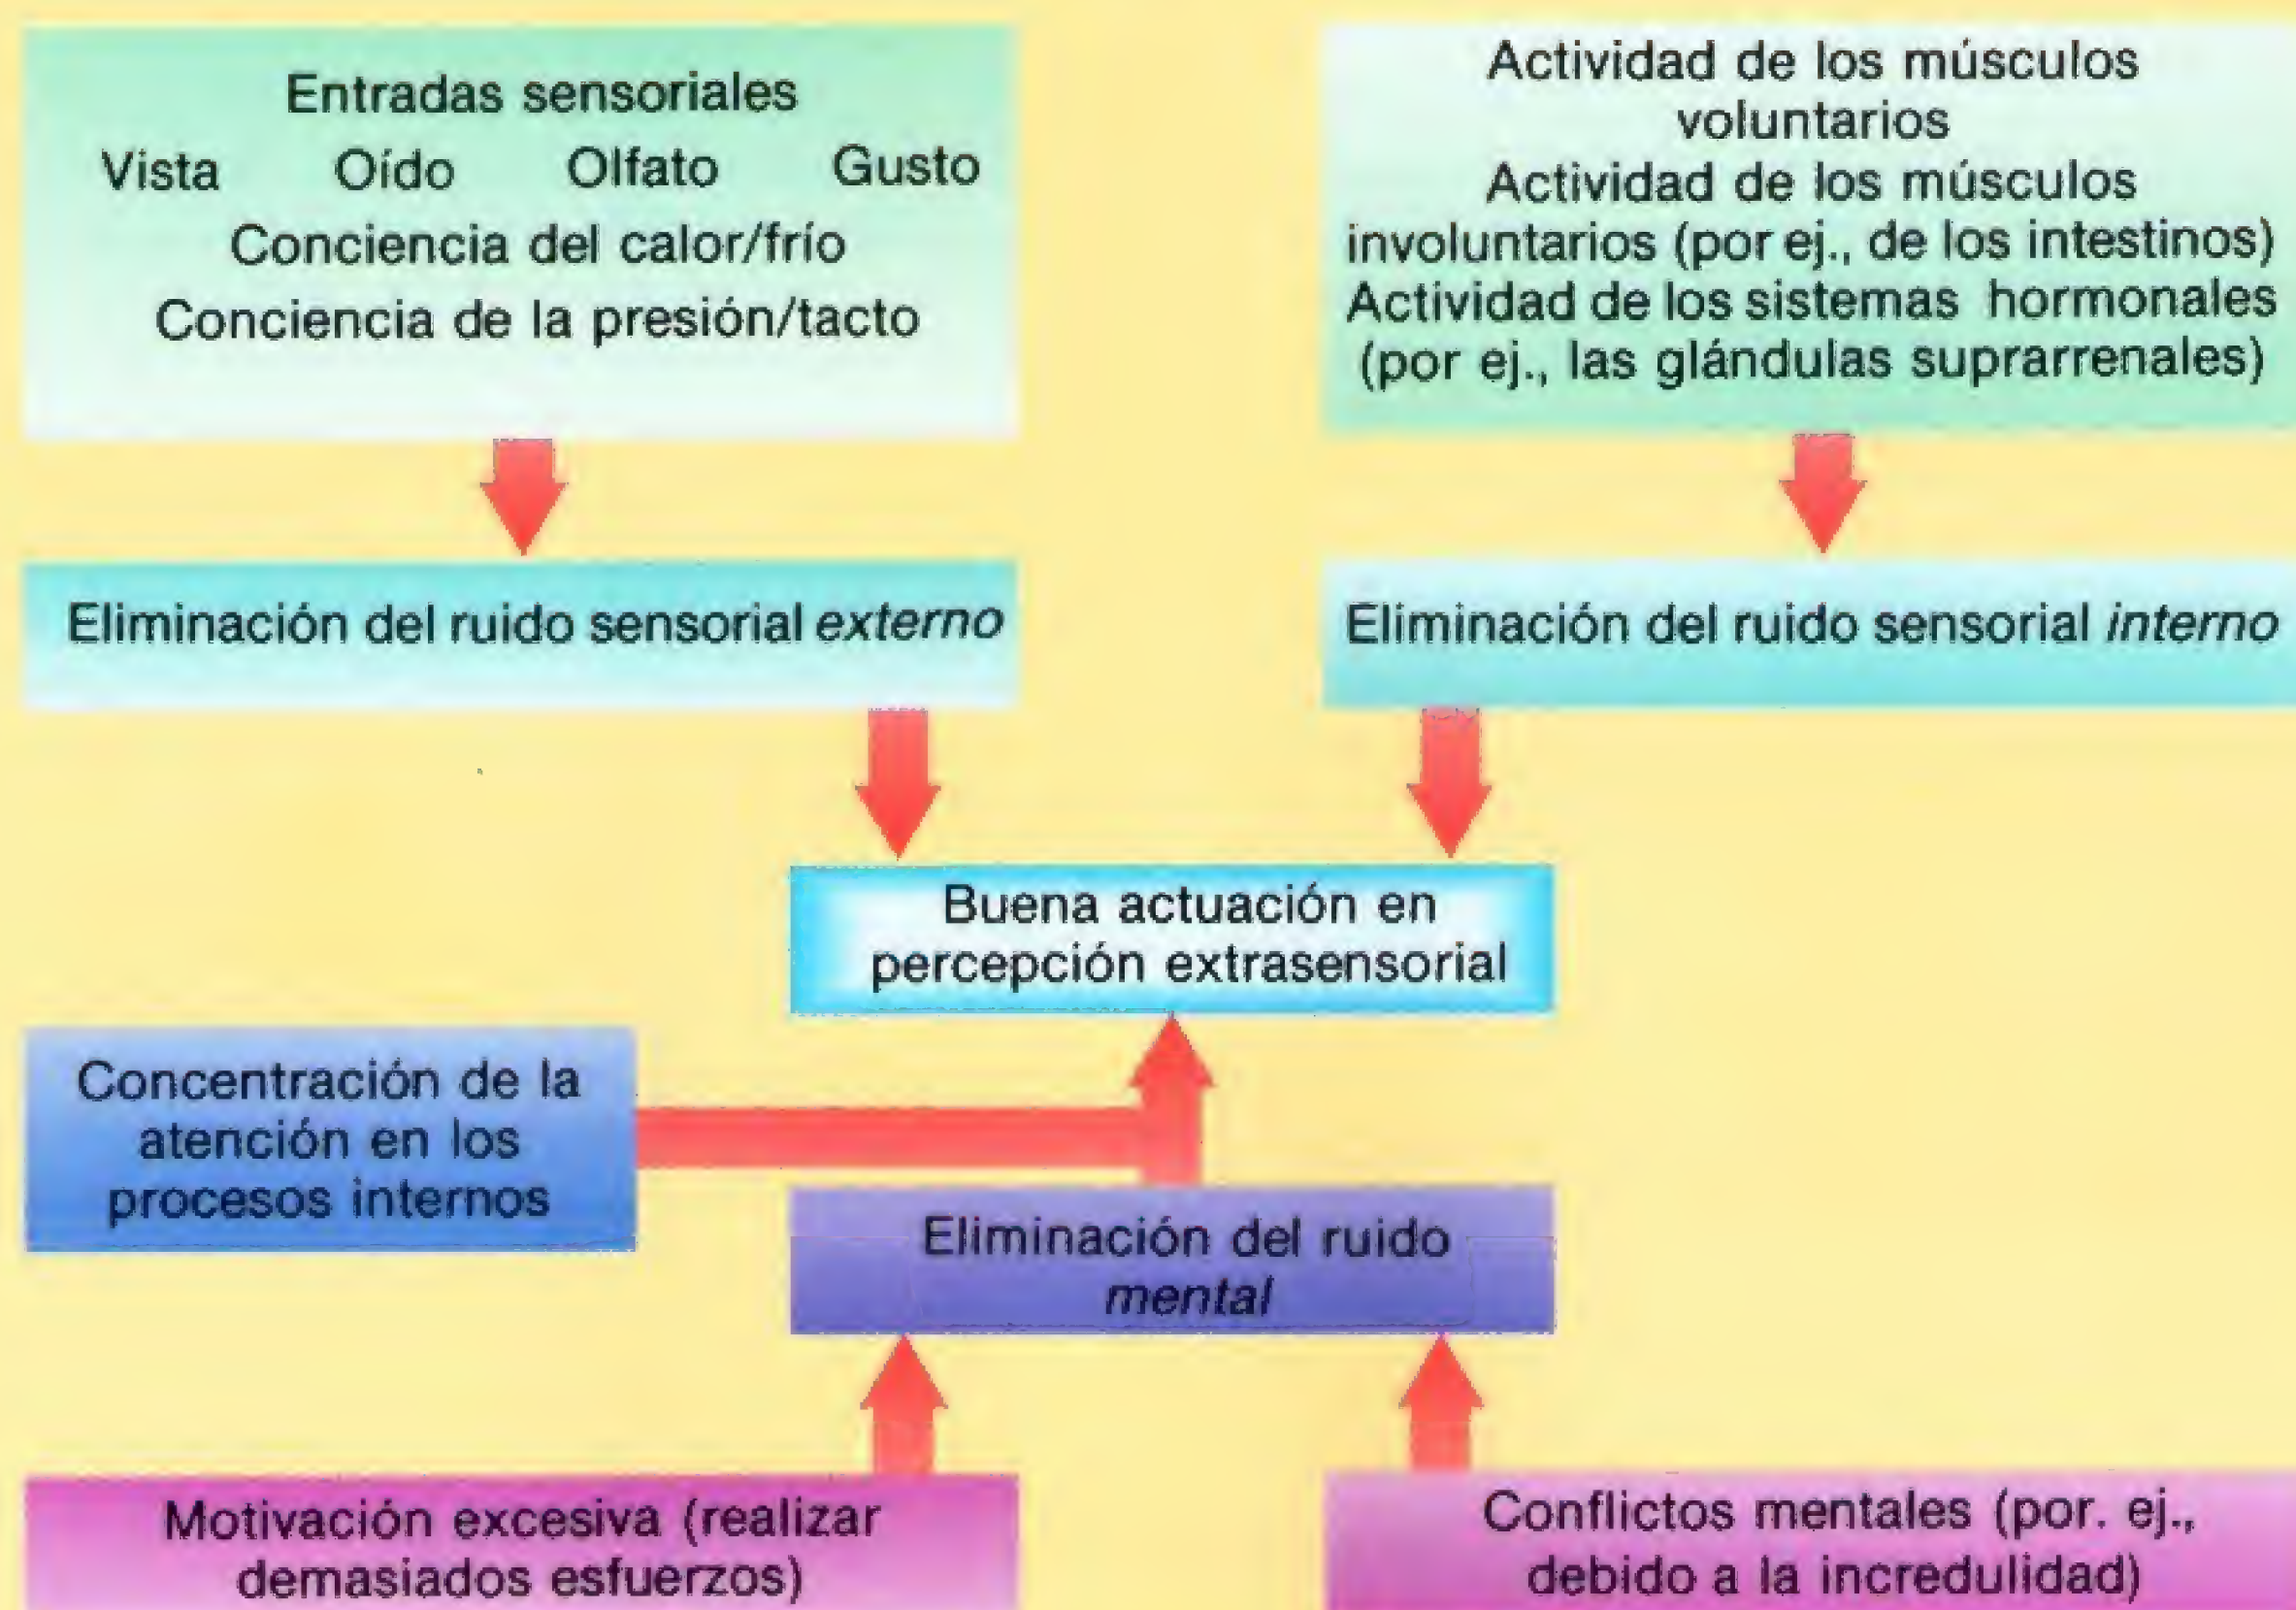 Entradas sensoriales
Vista Oído Olfato Gusto
Conciencia del calor/frío
Conciencia de la presión/tacto
Actividad de los músculos
voluntarios
Actividad de los músculos
involuntarios (por ej., de los intestinos)
Actividad de los sistemas hormonales
(por ej., las glándulas suprarrenales)
Eliminación del ruido sensorial externo
Eliminación del ruido sensorial interno
Buena actuación en
percepción extrasensorial
Concentración de la
atención en los
procesos internos
Eliminación del ruido
mental
Motivación excesiva (realizar
demasiados esfuerzos)
Conflictos mentales (por. ej.,
debido a la incredulidad)